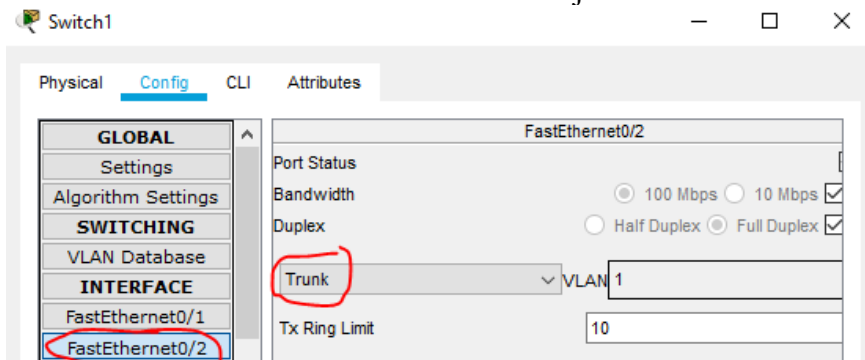 Switch1
Physical Config CLI Attributes
GLOBAL
Settings
Algorithm Settings
SWITCHING
VLAN Database
INTERFACE
FastEthernet0/1
FastEthernet0/2
FastEthernet0/2
Port Status
Bandwidth 100 Mbps 10 Mbps
Duplex Half Duplex Full Duplex
Trunk VLAN 1
Tx Ring Limit 10